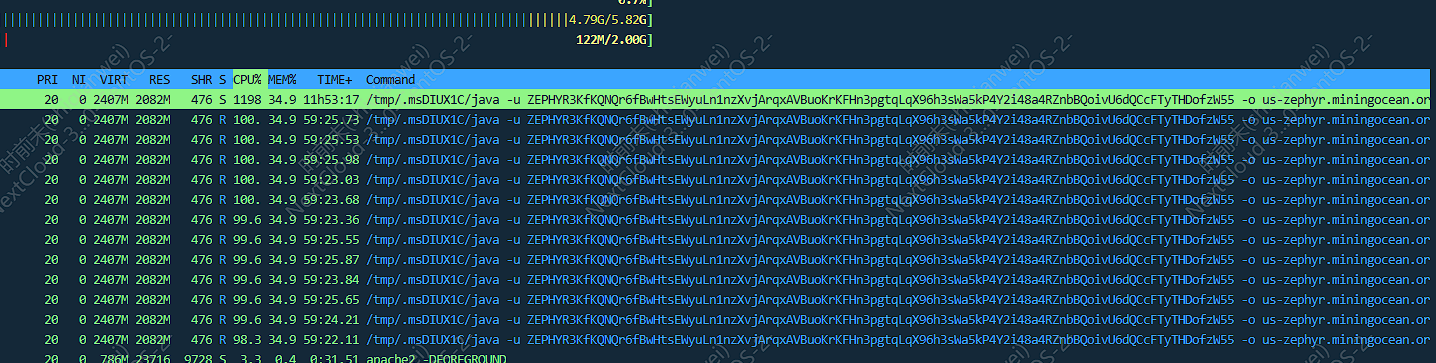 0.7%]
4.79G/5.82G]
122M/2.00G]
PRI NI VIRT RES SHR S CPU% MEM% TIME+ Command
20 0 2407M 2082M 476 S 1198 34.9 11h53:17 /tmp/.msDIUX1C/java -u ZEPHYR3KfKQNQr6fBwHtsEWyuLn1nzXvjArqxAVBuoKrKFHn3pgtqLqX96h3sWa5kP4Y2i48a4RZnbBQoivU6dQCcFTyTHDofzW55 -o us-zephyr.miningocean.or
20 0 2407M 2082M 476 R 100. 34.9 59:25.73 /tmp/.msDIUX1C/java -u ZEPHYR3KfKQNQr6fBwHtsEWyuLn1nzXvjArqxAVBuoKrKFHn3pgtqLqX96h3sWa5kP4Y2i48a4RZnbBQoivU6dQCcFTyTHDofzW55 -o us-zephyr.miningocean.or
20 0 2407M 2082M 476 R 100. 34.9 59:25.53 /tmp/.msDIUX1C/java -u ZEPHYR3KfKQNQr6fBwHtsEWyuLn1nzXvjArqxAVBuoKrKFHn3pgtqLqX96h3sWa5kP4Y2i48a4RZnbBQoivU6dQCcFTyTHDofzW55 -o us-zephyr.miningocean.or
20 0 2407M 2082M 476 R 100. 34.9 59:25.98 /tmp/.msDIUX1C/java -u ZEPHYR3KfKQNQr6fBwHtsEWyuLn1nzXvjArqxAVBuoKrKFHn3pgtqLqX96h3sWa5kP4Y2i48a4RZnbBQoivU6dQCcFTyTHDofzW55 -o us-zephyr.miningocean.or
20 0 2407M 2082M 476 R 100. 34.9 59:23.03 /tmp/.msDIUX1C/java -u ZEPHYR3KfKQNQr6fBwHtsEWyuLn1nzXvjArqxAVBuoKrKFHn3pgtqLqX96h3sWa5kP4Y2i48a4RZnbBQoivU6dQCcFTyTHDofzW55 -o us-zephyr.miningocean.or
20 0 2407M 2082M 476 R 100. 34.9 59:23.68 /tmp/.msDIUX1C/java -u ZEPHYR3KfKQNQr6fBwHtsEWyuLn1nzXvjArqxAVBuoKrKFHn3pgtqLqX96h3sWa5kP4Y2i48a4RZnbBQoivU6dQCcFTyTHDofzW55 -o us-zephyr.miningocean.or
20 0 2407M 2082M 476 R 99.6 34.9 59:23.36 /tmp/.msDIUX1C/java -u ZEPHYR3KfKQNQr6fBwHtsEWyuLn1nzXvjArqxAVBuoKrKFHn3pgtqLqX96h3sWa5kP4Y2i48a4RZnbBQoivU6dQCcFTyTHDofzW55 -o us-zephyr.miningocean.or
20 0 2407M 2082M 476 R 99.6 34.9 59:25.55 /tmp/.msDIUX1C/java -u ZEPHYR3KfKQNQr6fBwHtsEWyuLn1nzXvjArqxAVBuoKrKFHn3pgtqLqX96h3sWa5kP4Y2i48a4RZnbBQoivU6dQCcFTyTHDofzW55 -o us-zephyr.miningocean.or
20 0 2407M 2082M 476 R 99.6 34.9 59:25.87 /tmp/.msDIUX1C/java -u ZEPHYR3KfKQNQr6fBwHtsEWyuLn1nzXvjArqxAVBuoKrKFHn3pgtqLqX96h3sWa5kP4Y2i48a4RZnbBQoivU6dQCcFTyTHDofzW55 -o us-zephyr.miningocean.or
20 0 2407M 2082M 476 R 99.6 34.9 59:23.84 /tmp/.msDIUX1C/java -u ZEPHYR3KfKQNQr6fBwHtsEWyuLn1nzXvjArqxAVBuoKrKFHn3pgtqLqX96h3sWa5kP4Y2i48a4RZnbBQoivU6dQCcFTyTHDofzW55 -o us-zephyr.miningocean.or
20 0 2407M 2082M 476 R 99.6 34.9 59:25.65 /tmp/.msDIUX1C/java -u ZEPHYR3KfKQNQr6fBwHtsEWyuLn1nzXvjArqxAVBuoKrKFHn3pgtqLqX96h3sWa5kP4Y2i48a4RZnbBQoivU6dQCcFTyTHDofzW55 -o us-zephyr.miningocean.or
20 0 2407M 2082M 476 R 99.6 34.9 59:24.21 /tmp/.msDIUX1C/java -u ZEPHYR3KfKQNQr6fBwHtsEWyuLn1nzXvjArqxAVBuoKrKFHn3pgtqLqX96h3sWa5kP4Y2i48a4RZnbBQoivU6dQCcFTyTHDofzW55 -o us-zephyr.miningocean.or
20 0 2407M 2082M 476 R 98.3 34.9 59:22.11 /tmp/.msDIUX1C/java -u ZEPHYR3KfKQNQr6fBwHtsEWyuLn1nzXvjArqxAVBuoKrKFHn3pgtqLqX96h3sWa5kP4Y2i48a4RZnbBQoivU6dQCcFTyTHDofzW55 -o us-zephyr.miningocean.or
20 0 786M 23716 9728 S 3.3 0.4 0:31.51 apache2 -DFOREGROUND